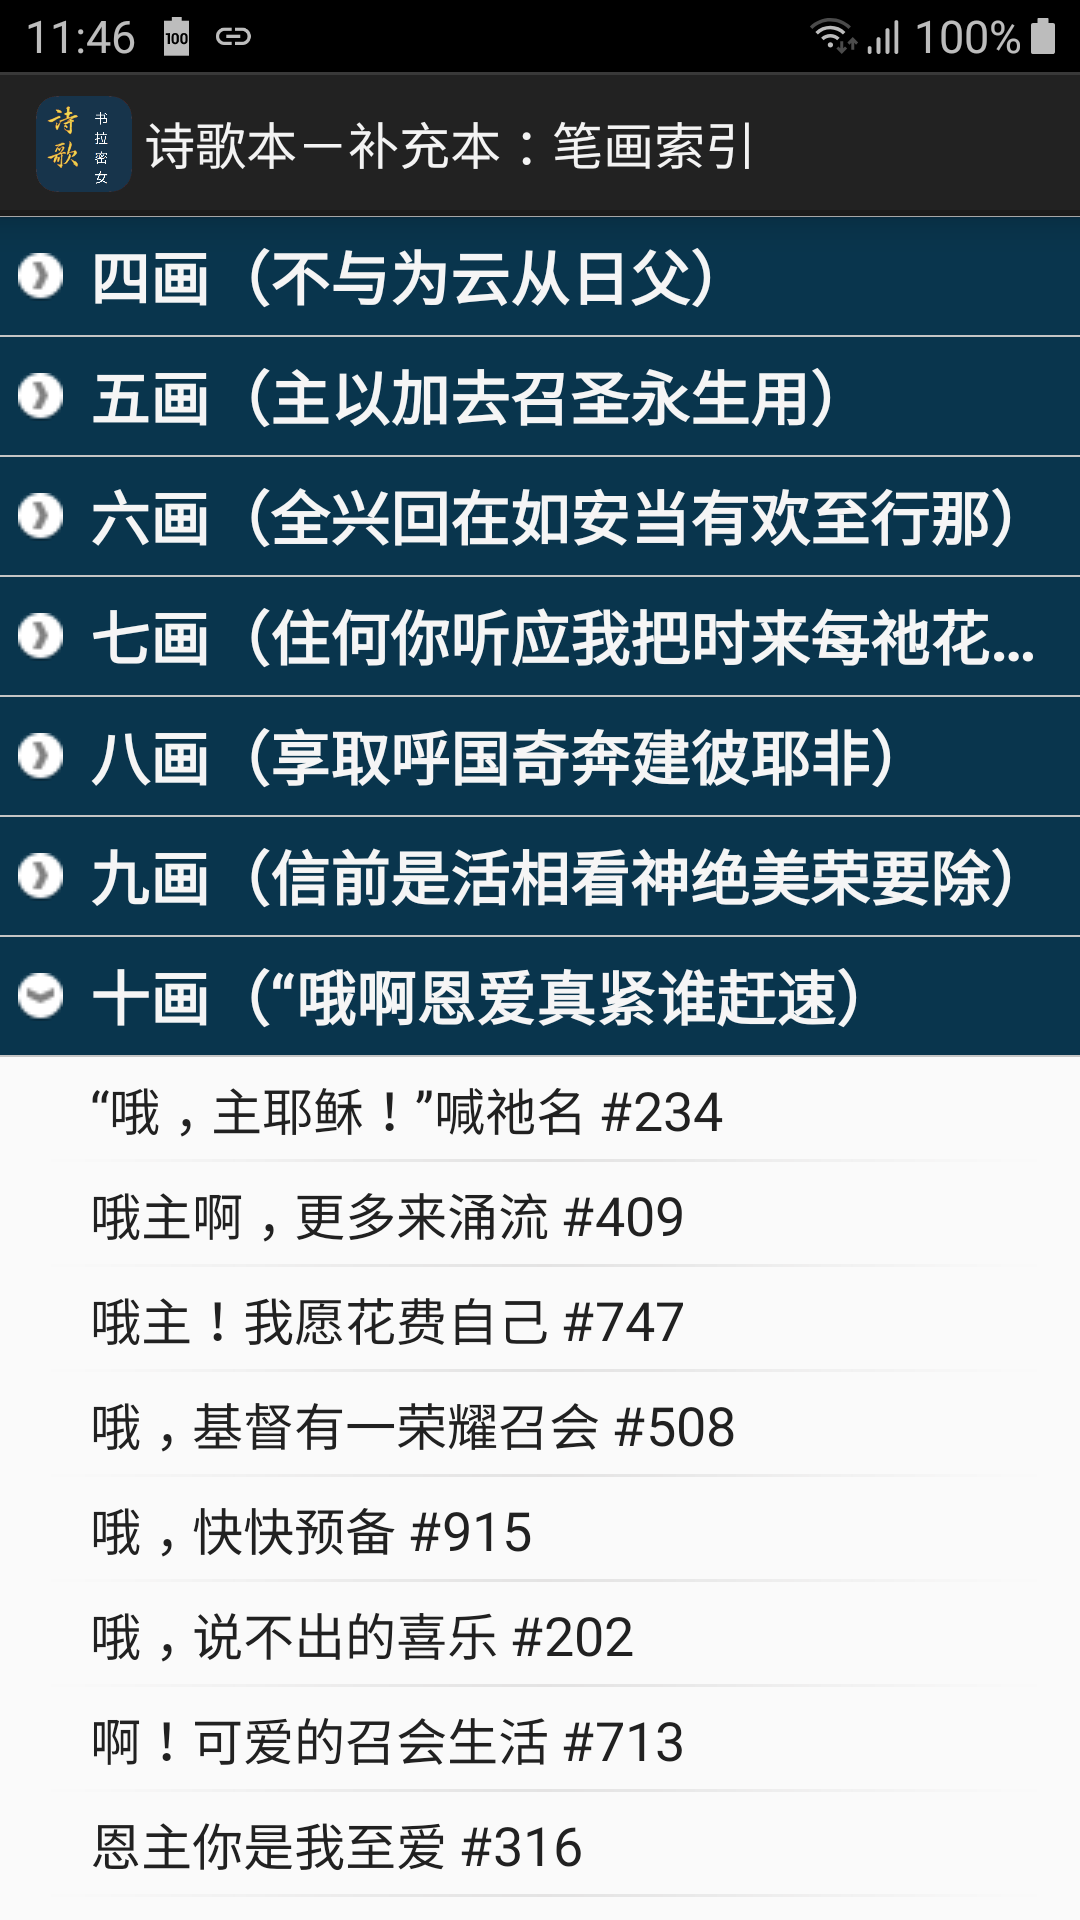 11:46
100
100%
诗歌
书拉密女
诗歌本－补充本：笔画索引
四画（不与为云从日父）
五画（主以加去召圣永生用）
六画（全兴回在如安当有欢至行那）
七画（住何你听应我把时来每祂花...
八画（享取呼国奇奔建彼耶非）
九画（信前是活相看神绝美荣要除）
十画（“哦啊恩爱真紧谁赶速）
“哦，主耶稣！”喊祂名 #234
哦主啊，更多来涌流 #409
哦主！我愿花费自己 #747
哦，基督有一荣耀召会 #508
哦，快快预备 #915
哦，说不出的喜乐 #202
啊！可爱的召会生活 #713
恩主你是我至爱 #316